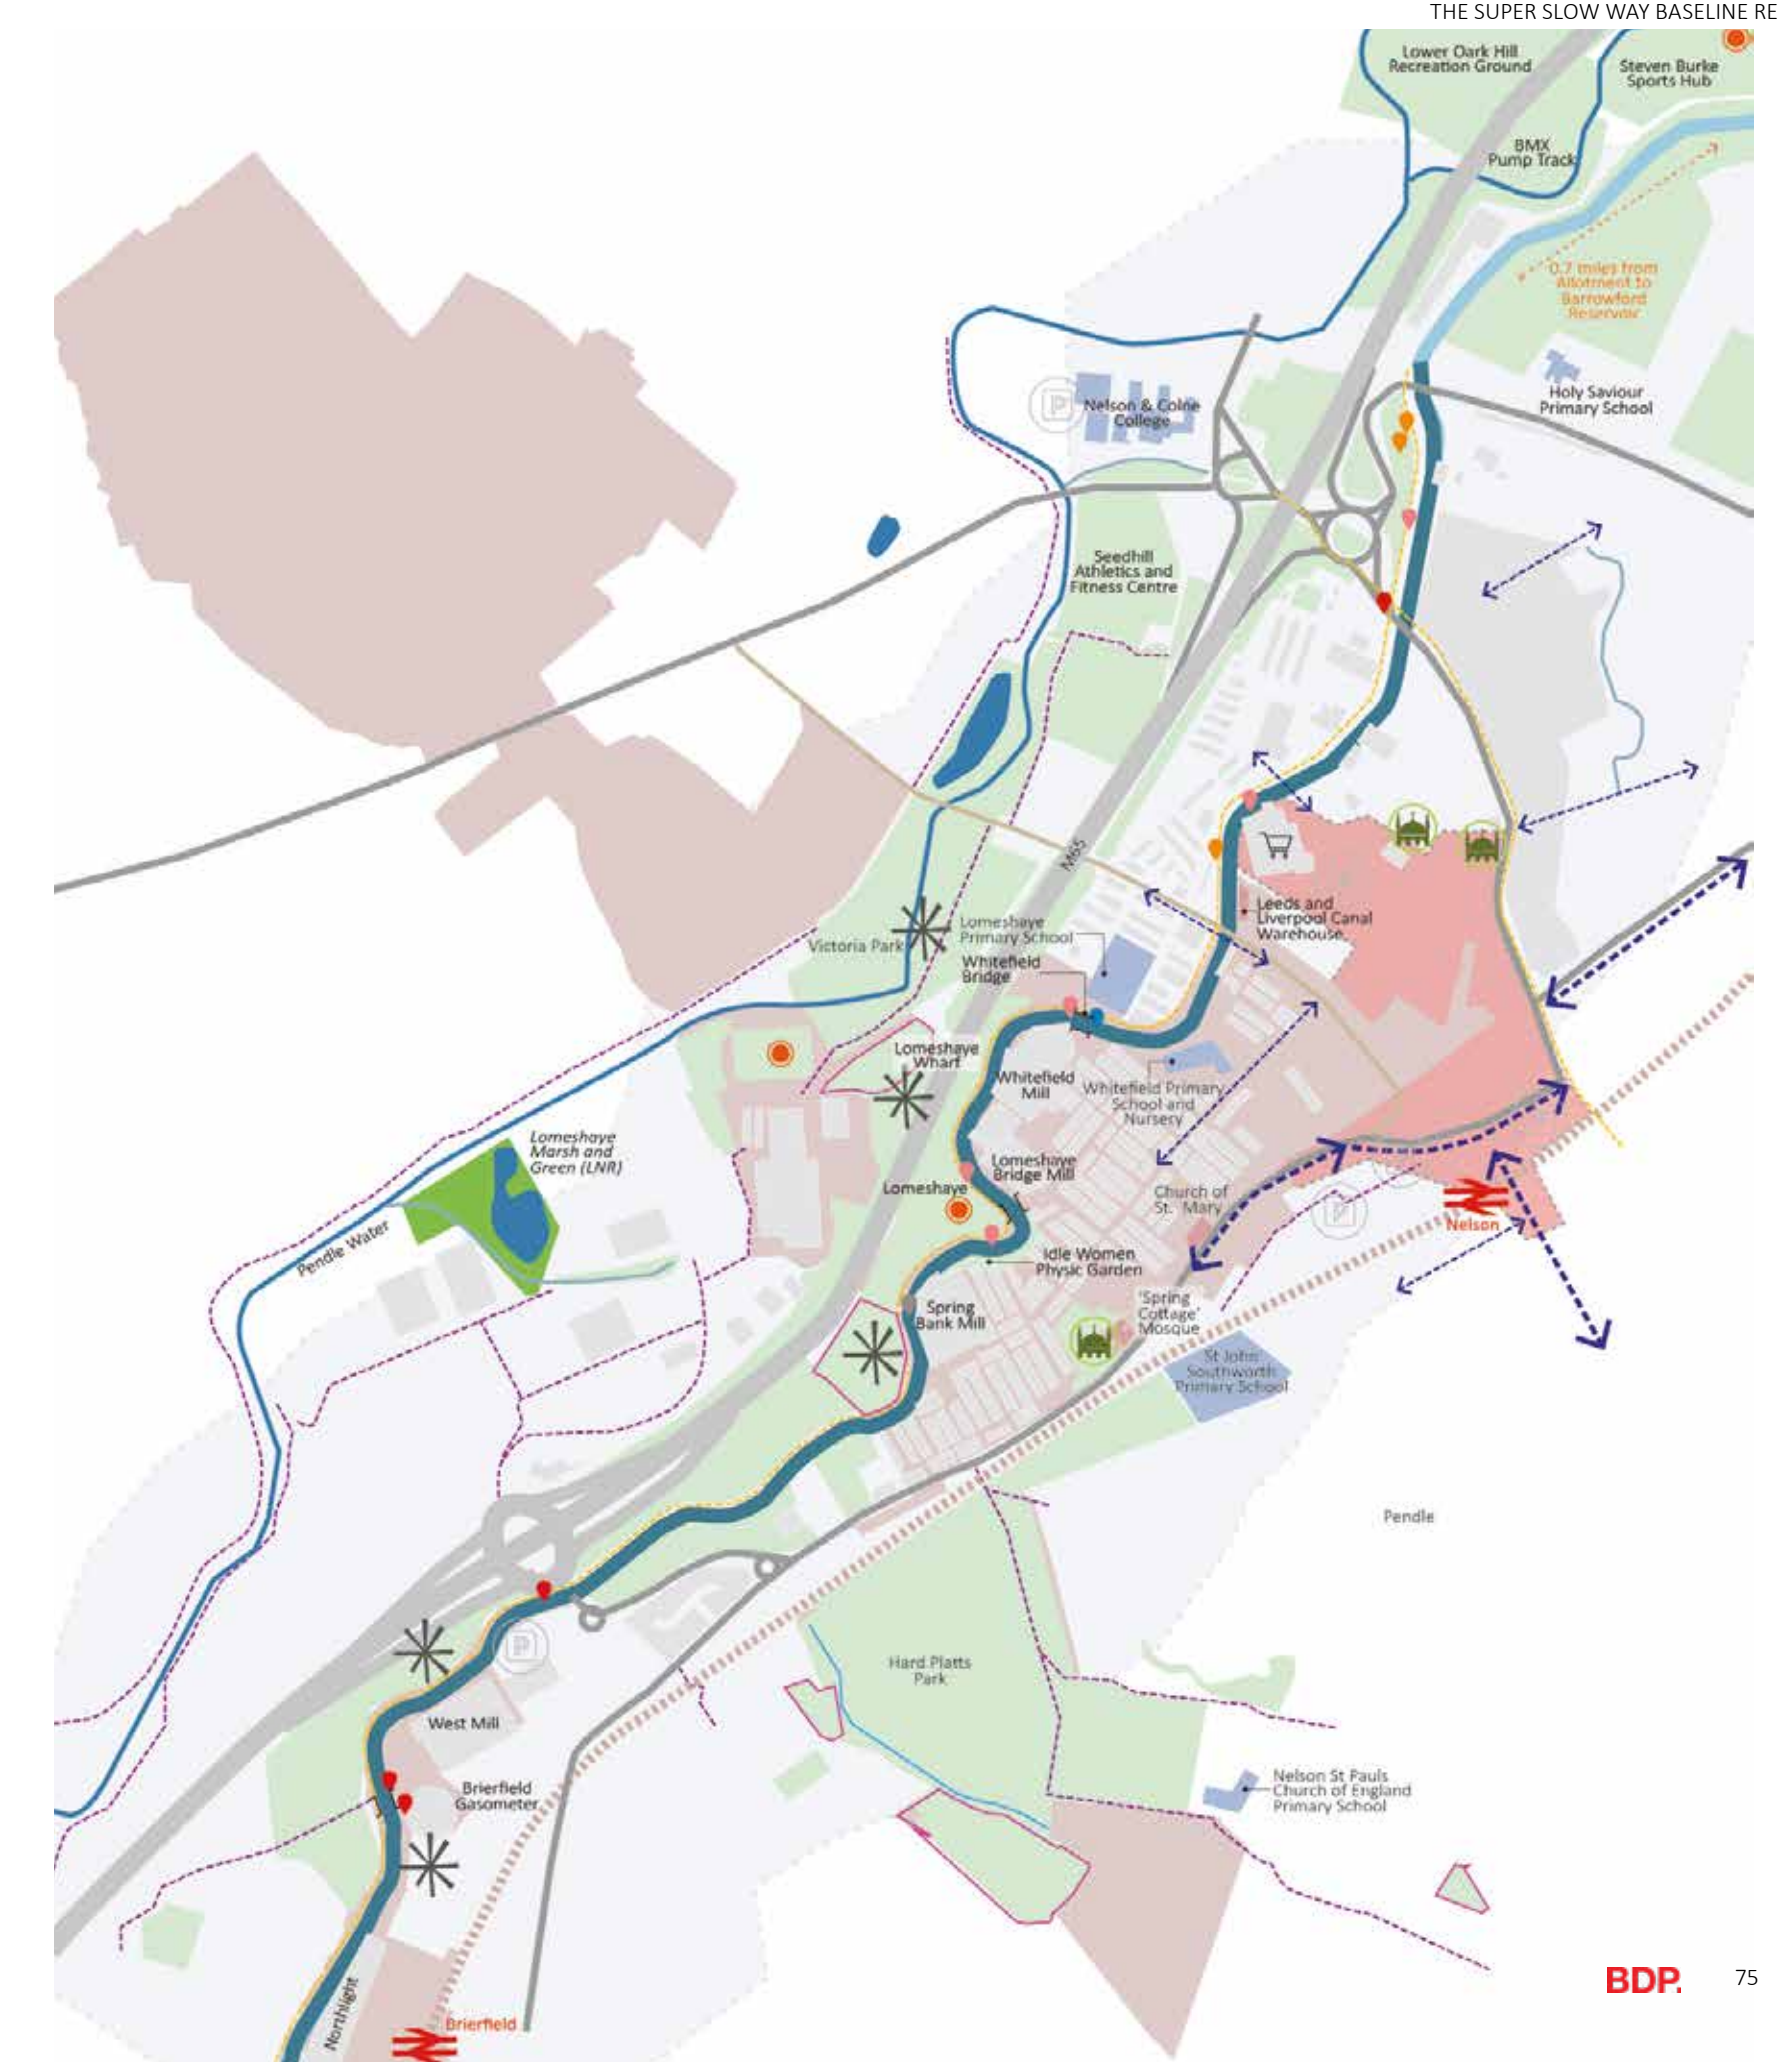 THE SUPER SLOW WAY BASELINE RE
Lower Oark Hill
Recreation Ground
Steven Burke
Sports Hub
BMX
Pump Track
0.7 miles from
Allotment to
Barrowford
Reservoir
Holy Saviour
Primary School
P
Nelson & Colne
College
Seedhill
Athletics and
Fitness Centre
M65
Leeds and
Liverpool Canal
Warehouse
Lomeshaye
Primary School
Victoria Park
Whitefield
Bridge
Lomeshaye
Wharf
Whitefield
Mill
Whitefield Primary
School and
Nursery
Lomeshaye
Marsh and
Green (LNR)
Lomeshaye
Bridge Mill
Lomeshaye
Church of
St. Mary
P
Nelson
Pendle Water
Idle Women
Physic Garden
Spring
Bank Mill
'Spring
Cottage'
Mosque
St John
Southworth
Primary School
Pendle
P
Hard Platts
Park
West Mill
Brierfield
Gasometer
Nelson St Pauls
Church of England
Primary School
Northlight
Brierfield
BDP.
75